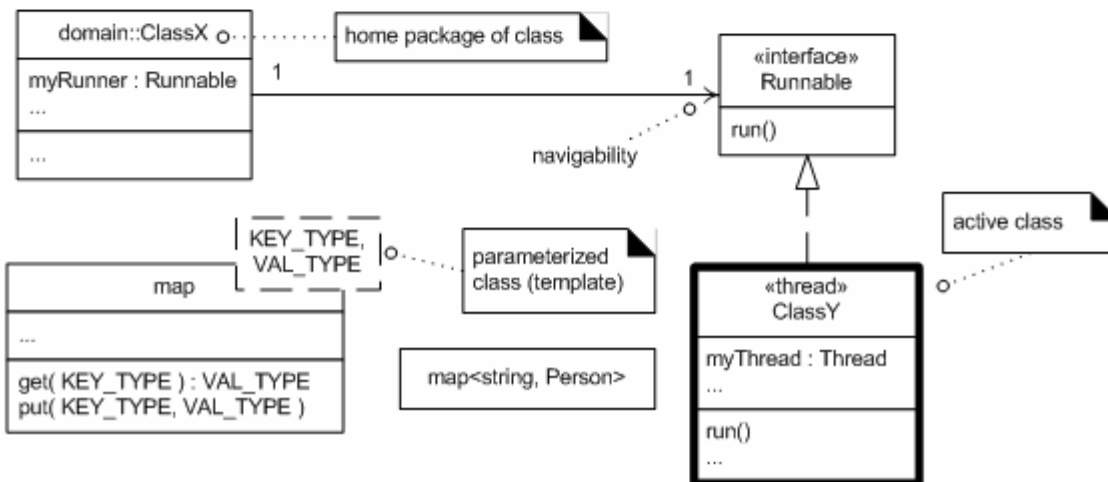 domain::ClassX
home package of class
myRunner : Runnable
...
...
1
1
«interface»
Runnable
run()
navigability
active class
KEY_TYPE,
VAL_TYPE
parameterized
class (template)
map
...
get( KEY_TYPE ) : VAL_TYPE
put( KEY_TYPE, VAL_TYPE )
map<string, Person>
«thread»
ClassY
myThread : Thread
...
run()
...